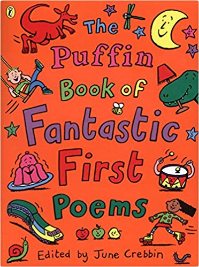 The
Puffin
Book of
Fantastic
First
Poems
Edited by June Crebbin